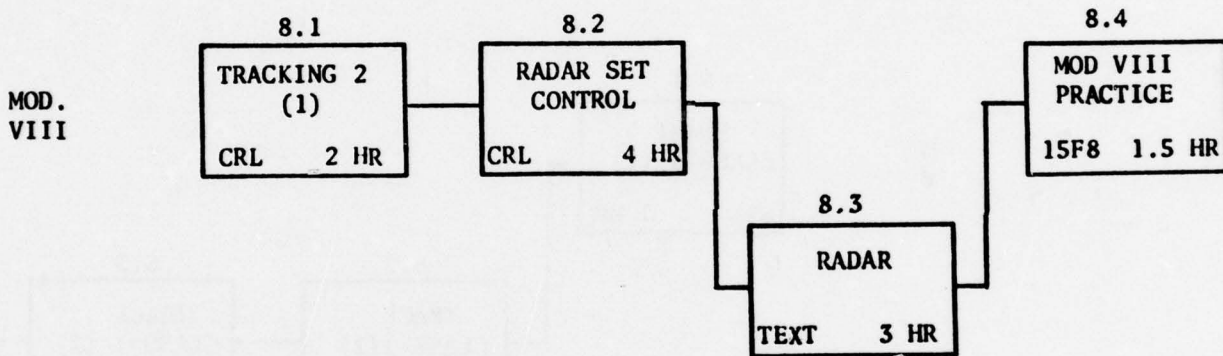 MOD.
VIII
8.1
TRACKING 2
(1)
CRL 2 HR
8.2
RADAR SET
CONTROL
CRL 4 HR
8.3
RADAR
TEXT 3 HR
8.4
MOD VIII
PRACTICE
15F8 1.5 HR